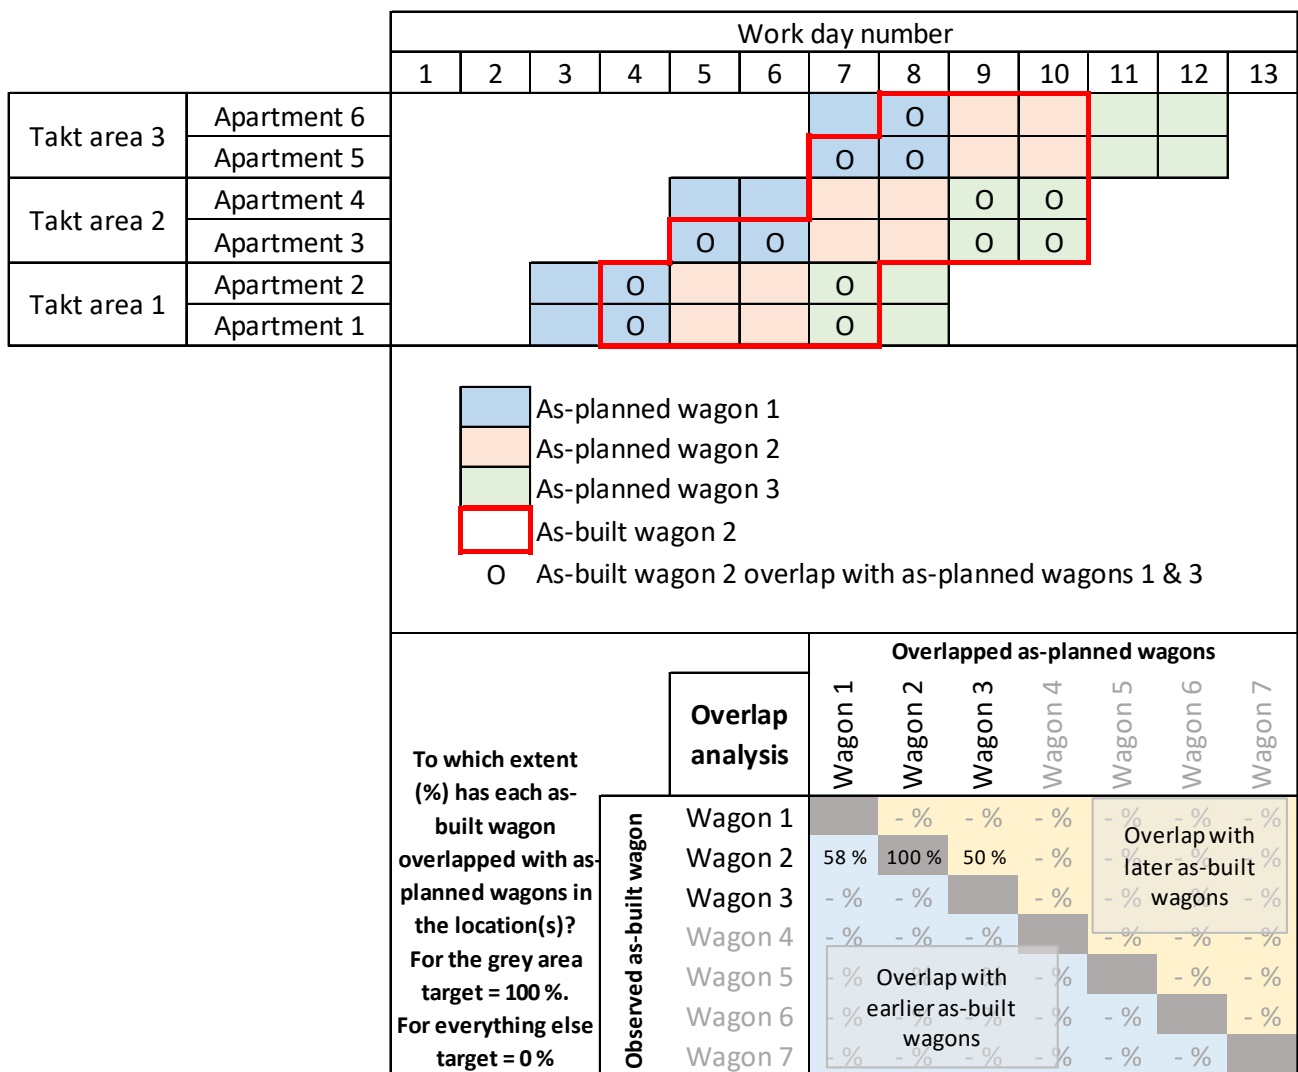 Work day number
1 2 3 4 5 6 7 8 9 10 11 12 13
Takt area 3
Apartment 6 O
Apartment 5 O O
Takt area 2
Apartment 4 O O
Apartment 3 O O O O
Takt area 1
Apartment 2 O O
Apartment 1 O O
As-planned wagon 1
As-planned wagon 2
As-planned wagon 3
As-built wagon 2
O As-built wagon 2 overlap with as-planned wagons 1 & 3
Overlapped as-planned wagons
Overlap
analysis
Wagon 1
Wagon 2
Wagon 3
Wagon 4
Wagon 5
Wagon 6
Wagon 7
To which extent
(%) has each as-
built wagon
overlapped with as-
planned wagons in
the location(s)?
For the grey area
target = 100 %.
For everything else
target = 0 %
Observed as-built wagon
Wagon 1 - % - % - % - % - % - %
Wagon 2 58 % 100 % 50 % - % - % - % - %
Wagon 3 - % - % - % - % - % - %
Wagon 4 - % - % - % - % - % - %
Wagon 5 - % - % - % - % - % - %
Wagon 6 - % - % - % - % - % - %
Wagon 7 - % - % - % - % - % - %
Overlap with
later as-built
wagons
Overlap with
earlier as-built
wagons